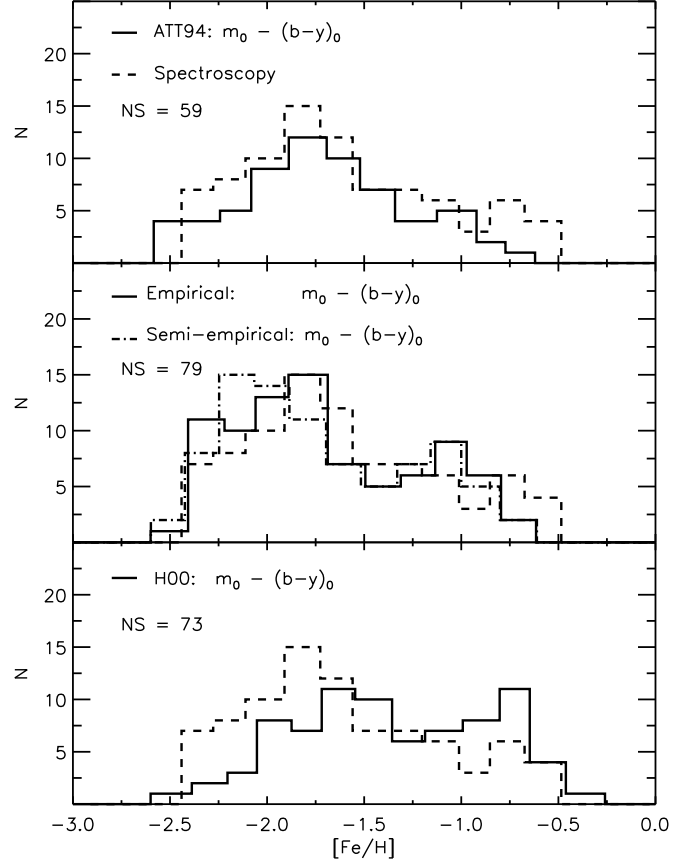 ATT94: m0 − (b−y)0
Spectroscopy
NS = 59
20
15
10
5
N
Empirical: m0 − (b−y)0
Semi−empirical: m0 − (b−y)0
NS = 79
20
15
10
5
N
H00: m0 − (b−y)0
NS = 73
20
15
10
5
N
−3.0 −2.5 −2.0 −1.5 −1.0 −0.5 0.0
[Fe/H]